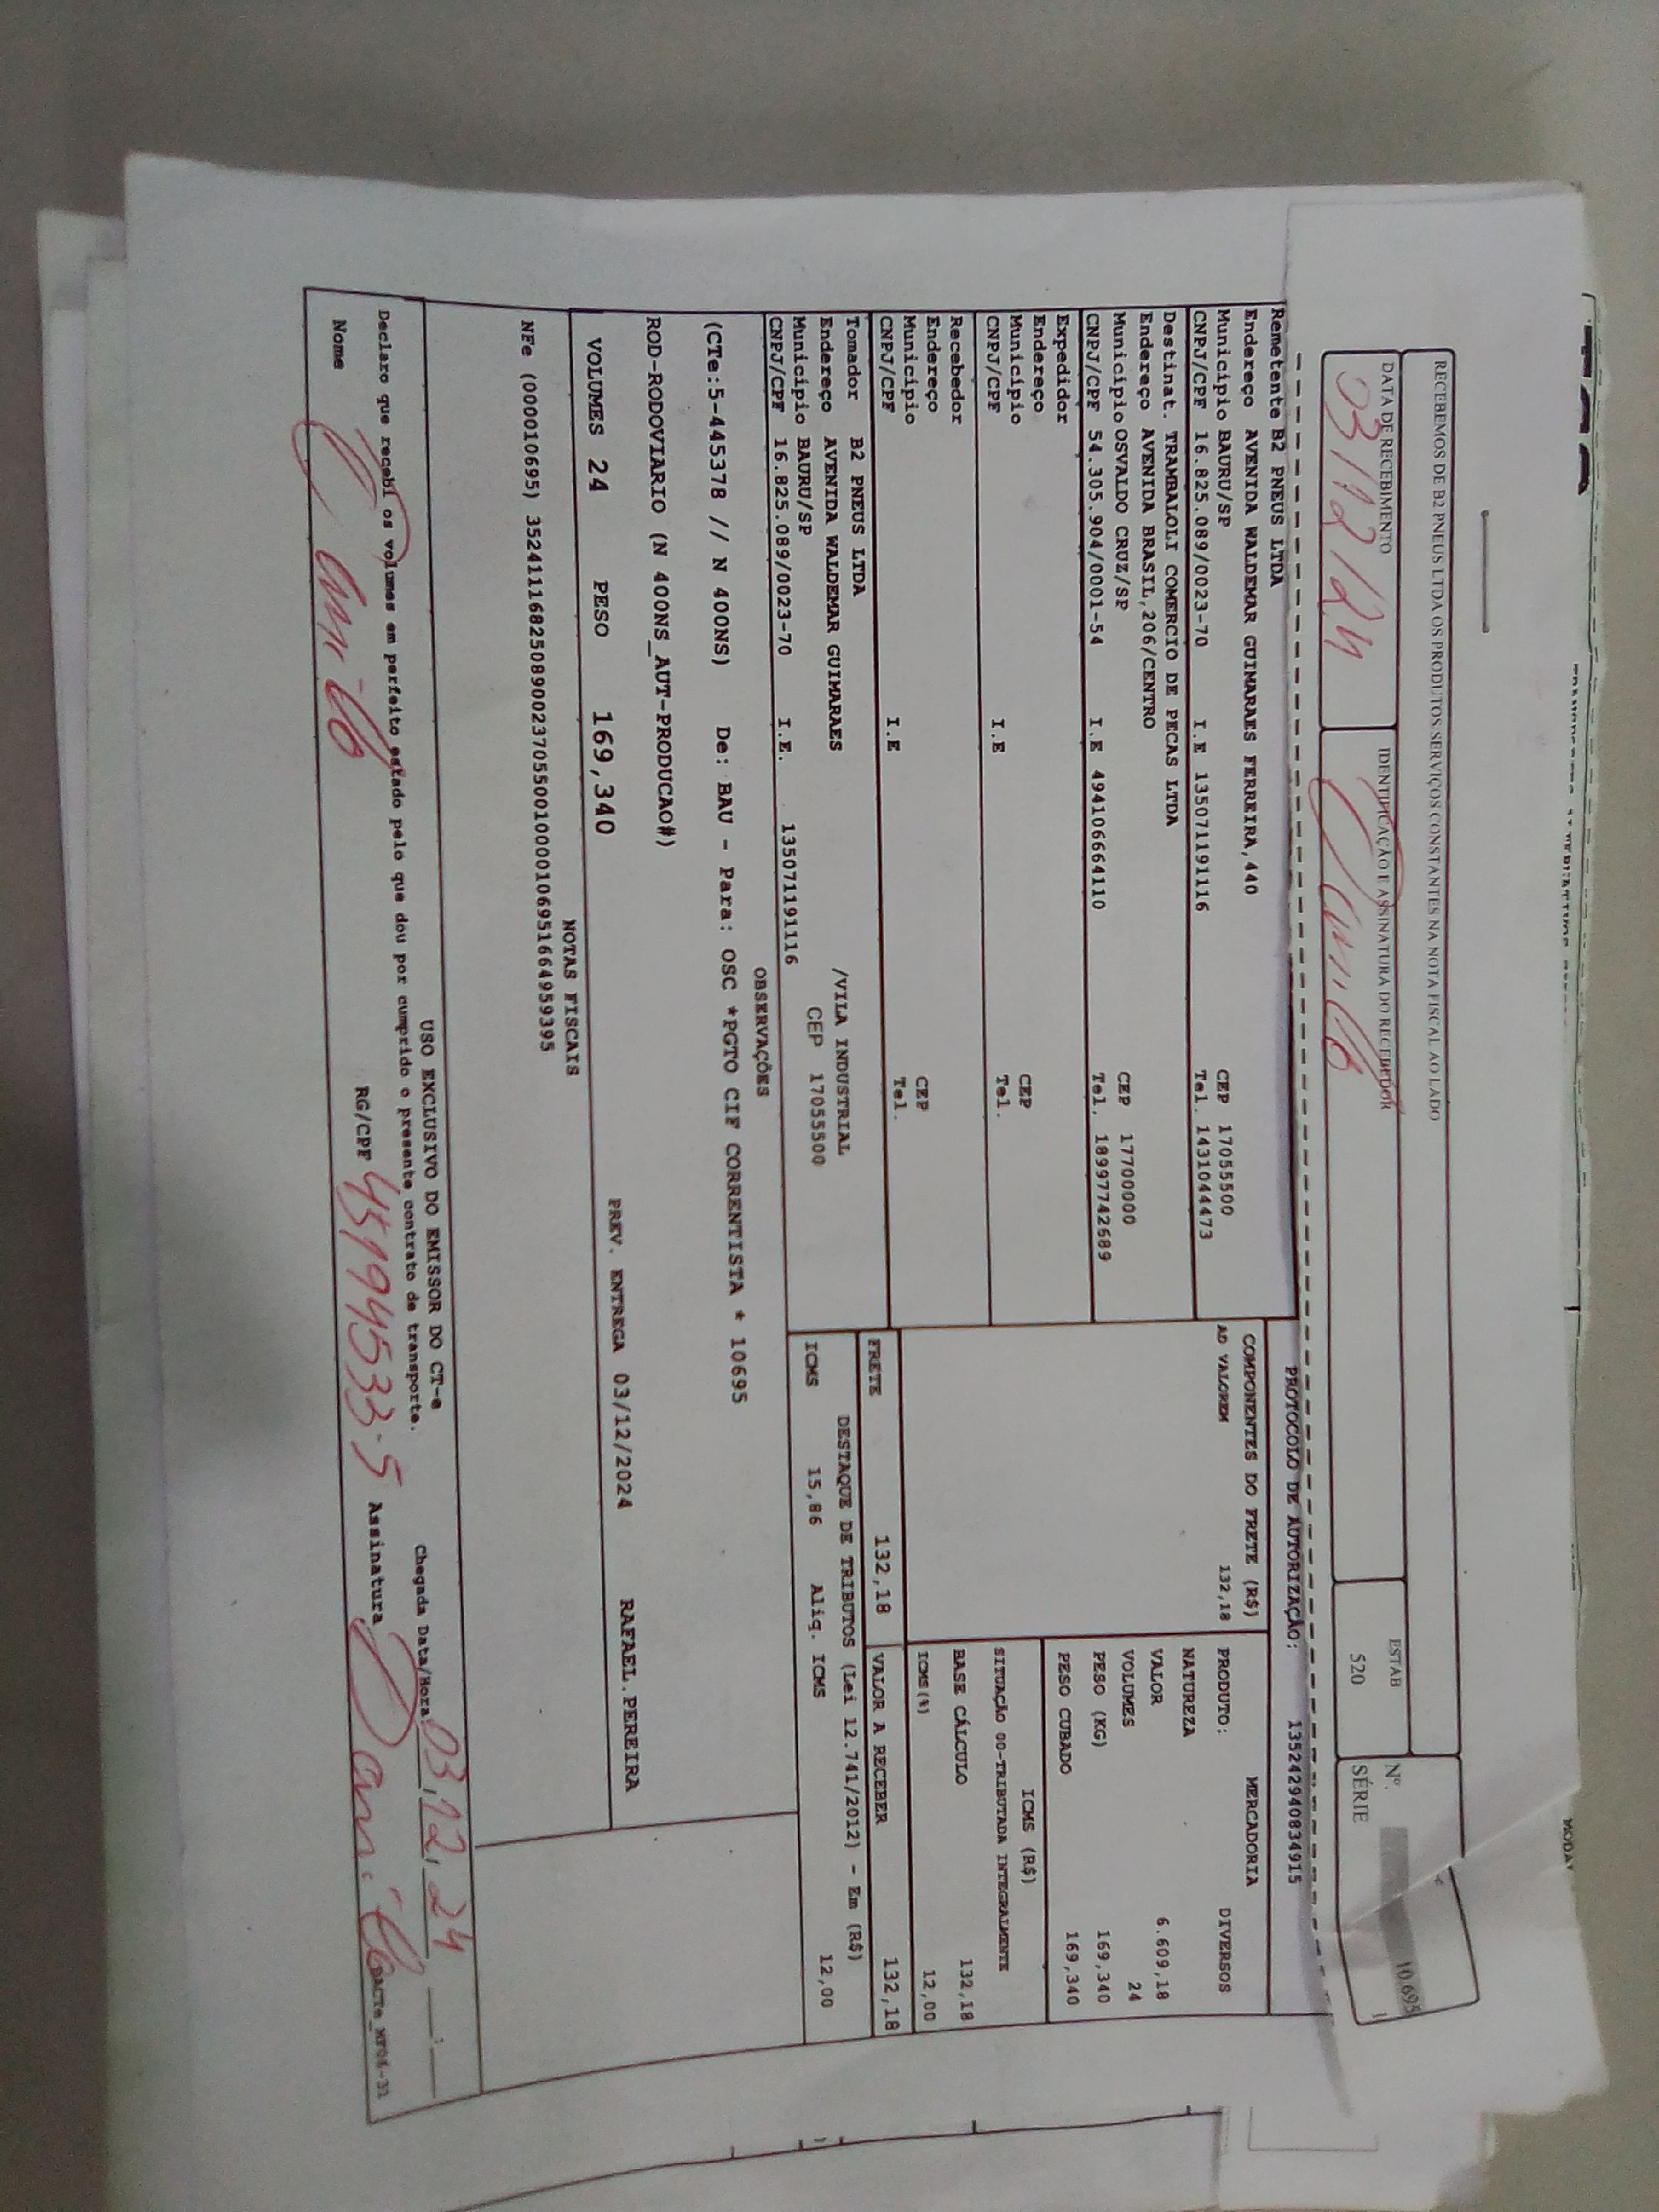 RECEBEMOS DE B2 PNEUS LTDA OS PRODUTOS SERVIÇOS CONSTANTES NA NOTA FISCAL AO LADO
DATA DE RECEBIMENTO
03/12/24
IDENTIFICAÇÃO E ASSINATURA DO RECEBEDOR
ESTAB
520
Nº. 10.695
SÉRIE 1
PROTOCOLO DE AUTORIZAÇÃO: 135242940834915
Remetente B2 PNEUS LTDA
Endereço AVENIDA WALDEMAR GUIMARAES FERREIRA,440
Municipio BAURU/SP CEP 17055500
CNPJ/CPF 16.825.089/0023-70 I.E 135071191116 Tel. 1431044473
Destinat. TRAMBALOLI COMERCIO DE PECAS LTDA
Endereço AVENIDA BRASIL,206/CENTRO
Municipio OSVALDO CRUZ/SP CEP 17700000
CNPJ/CPF 54.305.904/0001-54 I.E 494106664110 Tel. 18997742689
Expedidor
Endereço
Municipio CEP
CNPJ/CPF I.E Tel.
Recebedor
Endereço
Municipio CEP
CNPJ/CPF I.E Tel.
Tomador B2 PNEUS LTDA
Endereço AVENIDA WALDEMAR GUIMARAES /VILA INDUSTRIAL
Municipio BAURU/SP CEP 17055500
CNPJ/CPF 16.825.089/0023-70 I.E. 135071191116
COMPONENTES DO FRETE (R$)
AD VALOREM 132,18
MERCADORIA
PRODUTO: DIVERSOS
NATUREZA
VALOR 6.609,18
VOLUMES 24
PESO (KG) 169,340
PESO CUBADO 169,340
ICMS (R$)
SITUAÇÃO 00-TRIBUTADA INTEGRALMENTE
BASE CÁLCULO 132,18
ICMS(%) 12,00
FRETE 132,18 VALOR A RECEBER 132,18
DESTAQUE DE TRIBUTOS (Lei 12.741/2012) - Em (R$)
ICMS 15,86 Aliq. ICMS 12,00
OBSERVAÇÕES
(CTe:5-445378 // N 400NS) De: BAU - Para: OSC *PGTO CIF CORRENTISTA * 10695
ROD-RODOVIARIO (N 400NS_AUT-PRODUCAO#)
VOLUMES 24 PESO 169,340 PREV. ENTREGA 03/12/2024 RAFAEL.PEREIRA
NOTAS FISCAIS
NFe (000010695) 35241116825089002370550010000106951664959395
USO EXCLUSIVO DO EMISSOR DO CT-e
Declaro que recebi os volumes em perfeito estado pelo que dou por cumprido o presente contrato de transporte.
Chegada Data/Hora: 03,12,24 __:__
Nome Danilo RG/CPF 45994533-5 Assinatura Danilo